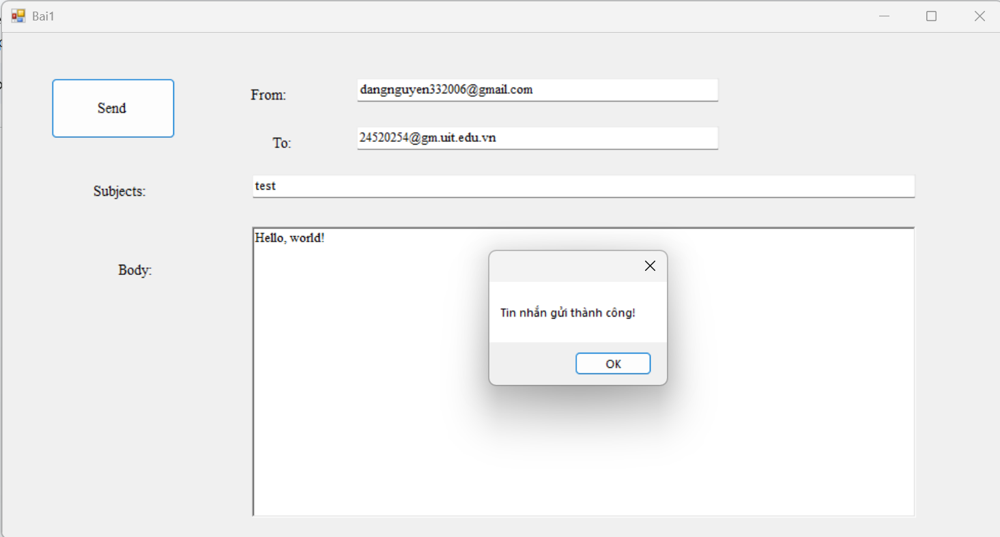 Bai1
Send
From:
dangnguyen332006@gmail.com
To:
24520254@gm.uit.edu.vn
Subjects:
test
Body:
Hello, world!
Tin nhắn gửi thành công!
OK